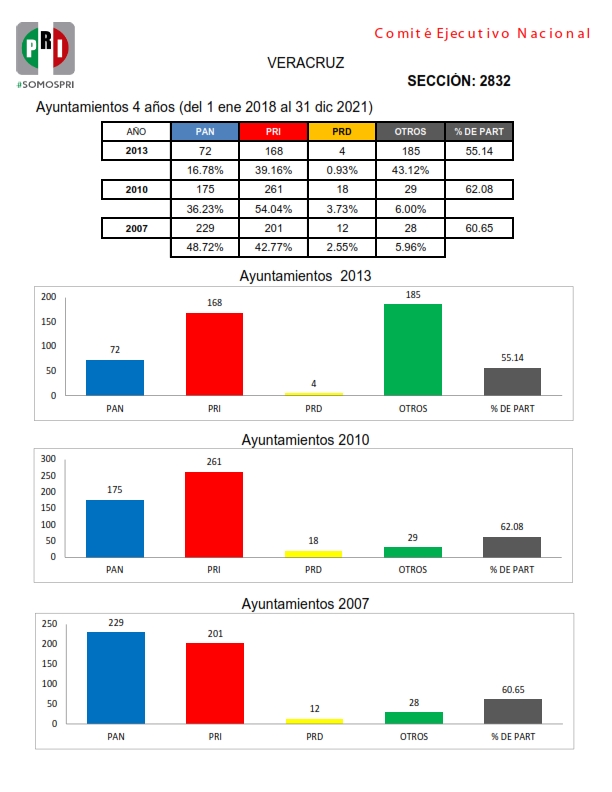 Comité Ejecutivo Nacional
PRI
#SOMOSPRI
VERACRUZ
SECCIÓN: 2832
Ayuntamientos 4 años (del 1 ene 2018 al 31 dic 2021)
AÑO PAN PRI PRD OTROS % DE PART
2013 72 168 4 185 55.14
16.78% 39.16% 0.93% 43.12%
2010 175 261 18 29 62.08
36.23% 54.04% 3.73% 6.00%
2007 229 201 12 28 60.65
48.72% 42.77% 2.55% 5.96%
Ayuntamientos 2013
200
150
100
50
0
72 168 4 185 55.14
PAN PRI PRD OTROS % DE PART
Ayuntamientos 2010
300
250
200
150
100
50
0
175 261 18 29 62.08
PAN PRI PRD OTROS % DE PART
Ayuntamientos 2007
250
200
150
100
50
0
229 201 12 28 60.65
PAN PRI PRD OTROS % DE PART